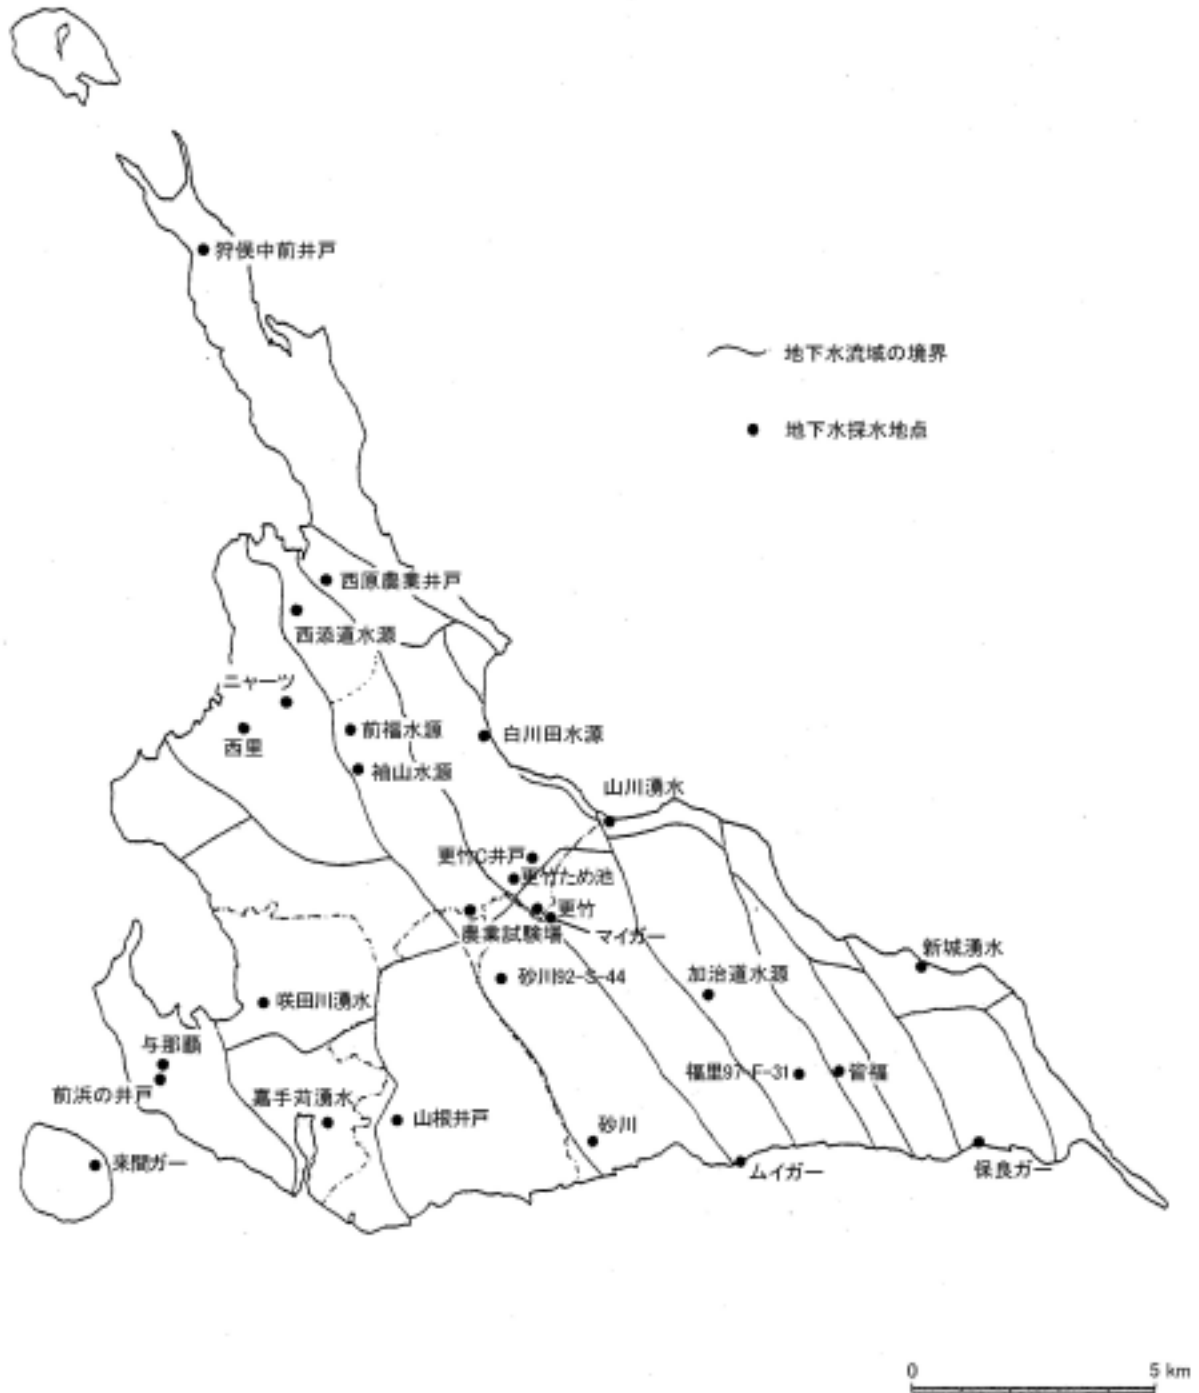 狩俣中前井戸
地下水流域の境界
地下水採水地点
西原農業井戸
西添道水源
ニャーツ
前福水源
白川田水源
西里
袖山水源
山川湧水
更竹C井戸
更竹ため池
更竹
農業試験場
マイガー
新城湧水
砂川92-S-44
加治道水源
咲田川湧水
与那覇
福里97-F-31
皆福
前浜の井戸
嘉手苅湧水
山根井戸
砂川
来間ガー
ムイガー
保良ガー
0
5 km